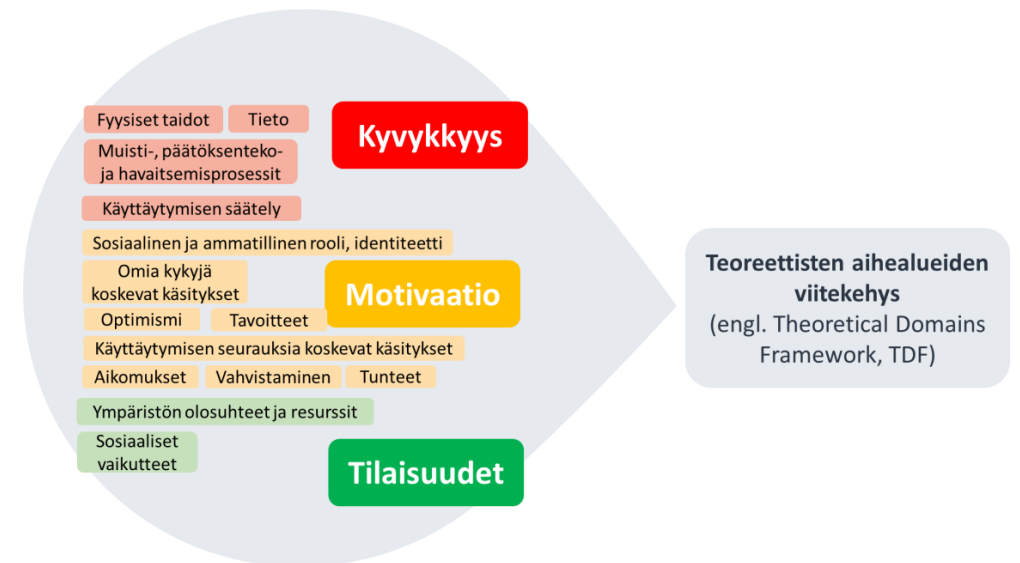 Fyysiset taidot
Tieto
Kyvykkyys
Muisti-, päätöksenteko-
ja havaitsemisprosessit
Käyttäytymisen säätely
Sosiaalinen ja ammatillinen rooli, identiteetti
Omia kykyjä
koskevat käsitykset
Motivaatio
Optimismi
Tavoitteet
Käyttäytymisen seurauksia koskevat käsitykset
Aikomukset
Vahvistaminen
Tunteet
Ympäristön olosuhteet ja resurssit
Sosiaaliset
vaikutteet
Tilaisuudet
Teoreettisten aihealueiden
viitekehys
(engl. Theoretical Domains
Framework, TDF)